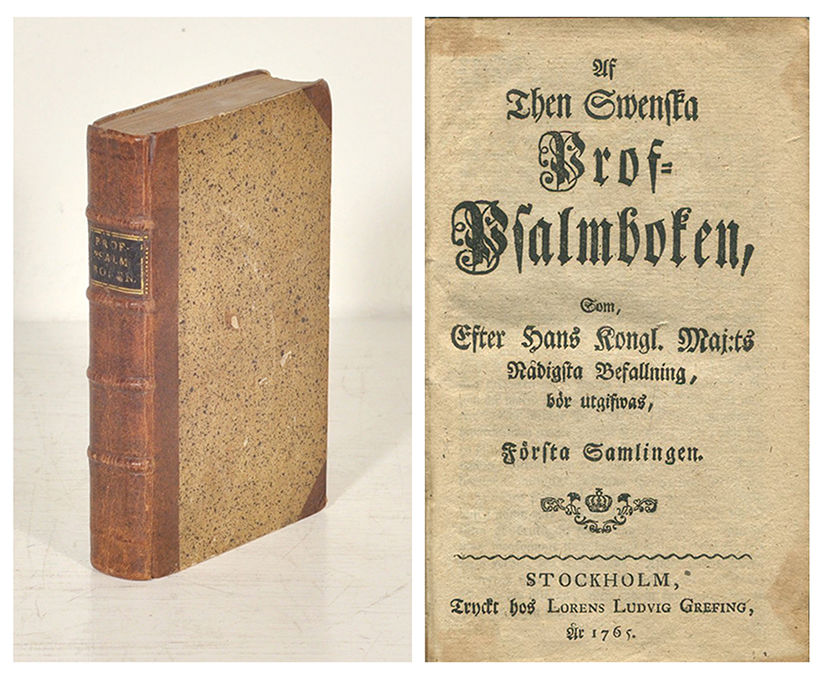 PROF-
PSALM
BOKEN.
Af
Then Swenſka
Prof-
Pſalmboken,
Som,
Efter Hans Kongl. Maj:ts
Nådigſta Befallning,
bör utgifwas,
Förſta Samlingen.
STOCKHOLM,
Tryckt hos LORENS LUDVIG GREFING,
År 1765.